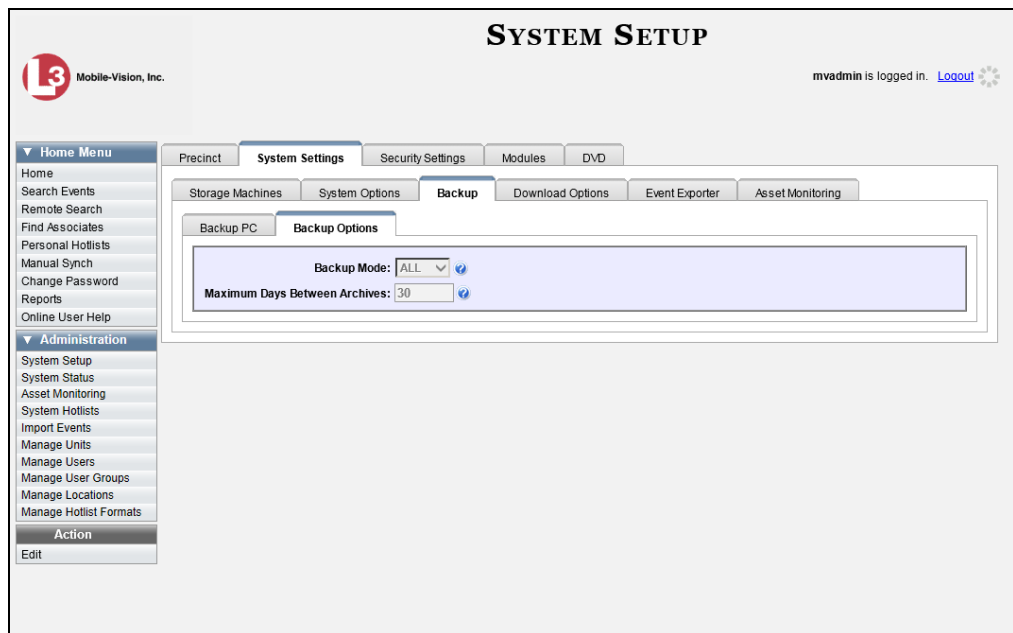 SYSTEM SETUP
L3 Mobile-Vision, Inc.
mvadmin is logged in. Logout
▼ Home Menu
Home
Search Events
Remote Search
Find Associates
Personal Hotlists
Manual Synch
Change Password
Reports
Online User Help
▼ Administration
System Setup
System Status
Asset Monitoring
System Hotlists
Import Events
Manage Units
Manage Users
Manage User Groups
Manage Locations
Manage Hotlist Formats
Action
Edit
Precinct System Settings Security Settings Modules DVD
Storage Machines System Options Backup Download Options Event Exporter Asset Monitoring
Backup PC Backup Options
Backup Mode: ALL ?
Maximum Days Between Archives: 30 ?